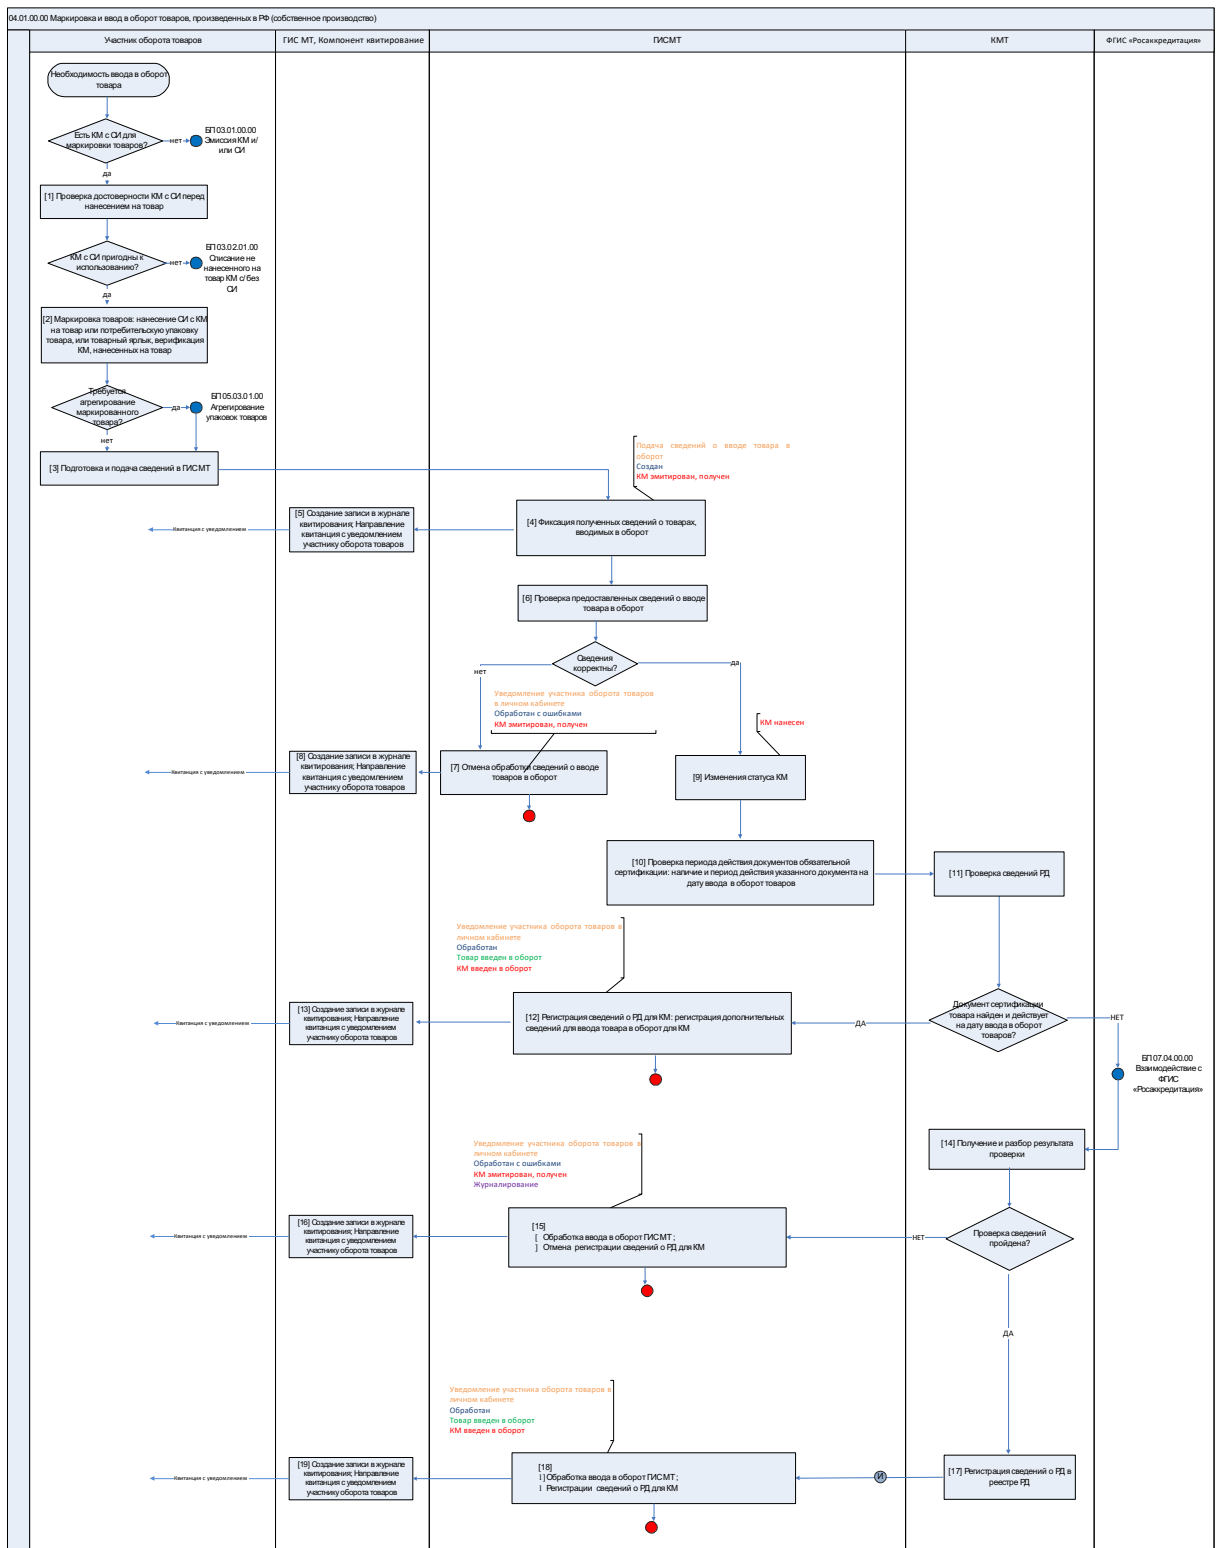 04.01.00.00 Маркировка и ввод в оборот товаров, произведенных в РФ (собственное производство)
Участник оборота товаров
ГИС МТ, Компонент квитирование
ГИСМТ
КМТ
ФГИС «Росаккредитация»
Необходимость ввода в оборот
товара
Есть КМ с СИ для
маркировки товаров?
нет
БП 03.01.00.00
Эмиссия КМ и/
или СИ
да
[1] Проверка достоверности КМ с СИ перед
нанесением на товар
КМ с СИ пригодны к
использованию?
нет
БП 03.02.01.00
Списание не
нанесенного на
товар КМ с/без
СИ
да
[2] Маркировка товаров: нанесение СИ с КМ
на товар или потребительскую упаковку
товара, или товарный ярлык, верификация
КМ, нанесенных на товар
Требуется
агрегирование
маркированного
товара?
да
БП 05.03.01.00
Агрегирование
упаковок товаров
нет
[3] Подготовка и подача сведений в ГИСМТ
Подача сведений о вводе товара в
оборот
Создан
КМ эмитирован, получен
[4] Фиксация полученных сведений о товарах,
вводимых в оборот
[5] Создание записи в журнале
квитирования; Направление
квитанция с уведомлением
участнику оборота товаров
Квитанция с уведомлением
[6] Проверка предоставленных сведений о вводе
товара в оборот
Сведения
корректны?
нет
да
Уведомление участника оборота товаров
в личном кабинете
Обработан с ошибками
КМ эмитирован, получен
КМ нанесен
[7] Отмена обработки сведений о вводе
товаров в оборот
[8] Создание записи в журнале
квитирования; Направление
квитанция с уведомлением
участнику оборота товаров
Квитанция с уведомлением
[9] Изменения статуса КМ
[10] Проверка периода действия документов обязательной
сертификации: наличие и период действия указанного документа на
дату ввода в оборот товаров
[11] Проверка сведений РД
Уведомление участника оборота товаров в
личном кабинете
Обработан
Товар введен в оборот
КМ введен в оборот
[12] Регистрация сведений о РД для КМ: регистрация дополнительных
сведений для ввода товара в оборот для КМ
[13] Создание записи в журнале
квитирования; Направление
квитанция с уведомлением
участнику оборота товаров
Квитанция с уведомлением
Документ сертификации
товара найден и действует
на дату ввода в оборот
товаров?
ДА
НЕТ
БП 07.04.00.00
Взаимодействие с
ФГИС
«Росаккредитация»
[14] Получение и разбор результата
проверки
Проверка сведений
пройдена?
НЕТ
ДА
Уведомление участника оборота товаров в
личном кабинете
Обработан с ошибками
КМ эмитирован, получен
Журналирование
[15]
[ Обработка ввода в оборот ГИСМТ;
] Отмена регистрации сведений о РД для КМ
[16] Создание записи в журнале
квитирования; Направление
квитанция с уведомлением
участнику оборота товаров
Квитанция с уведомлением
Уведомление участника оборота товаров в
личном кабинете
Обработан
Товар введен в оборот
КМ введен в оборот
[17] Регистрация сведений о РД в
реестре РД
И
[18]
1] Обработка ввода в оборот ГИСМТ;
1 Регистрации сведений о РД для КМ
[19] Создание записи в журнале
квитирования; Направление
квитанция с уведомлением
участнику оборота товаров
Квитанция с уведомлением